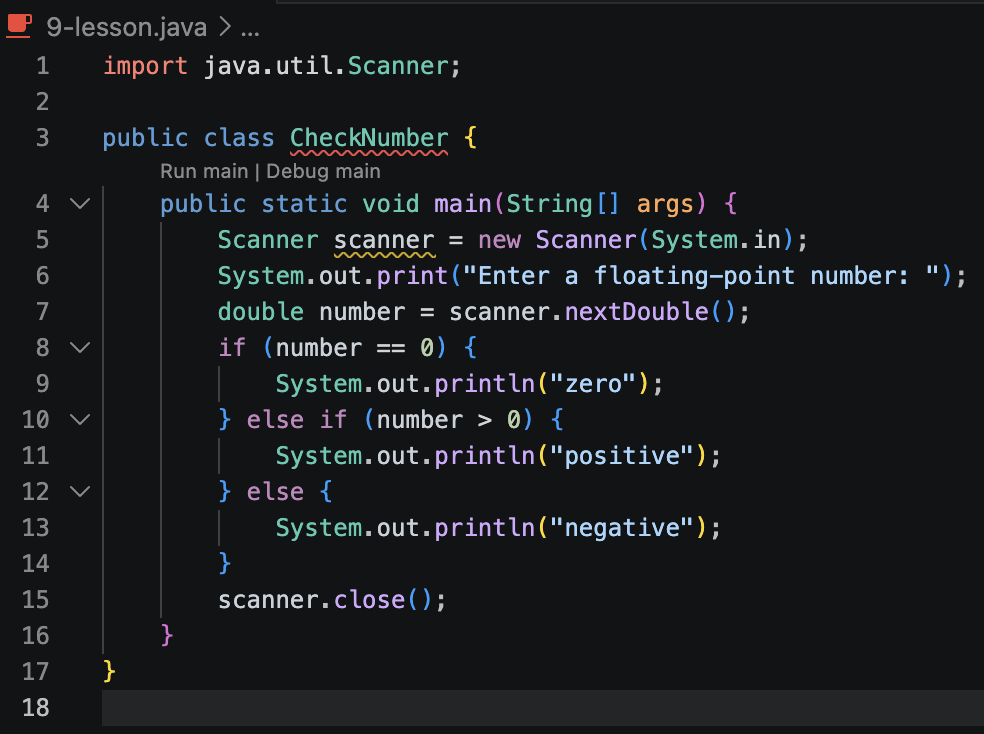 9-lesson.java > ...
1 import java.util.Scanner;
2
3 public class CheckNumber {
Run main | Debug main
4 public static void main(String[] args) {
5 Scanner scanner = new Scanner(System.in);
6 System.out.print("Enter a floating-point number: ");
7 double number = scanner.nextDouble();
8 if (number == 0) {
9 System.out.println("zero");
10 } else if (number > 0) {
11 System.out.println("positive");
12 } else {
13 System.out.println("negative");
14 }
15 scanner.close();
16 }
17 }
18